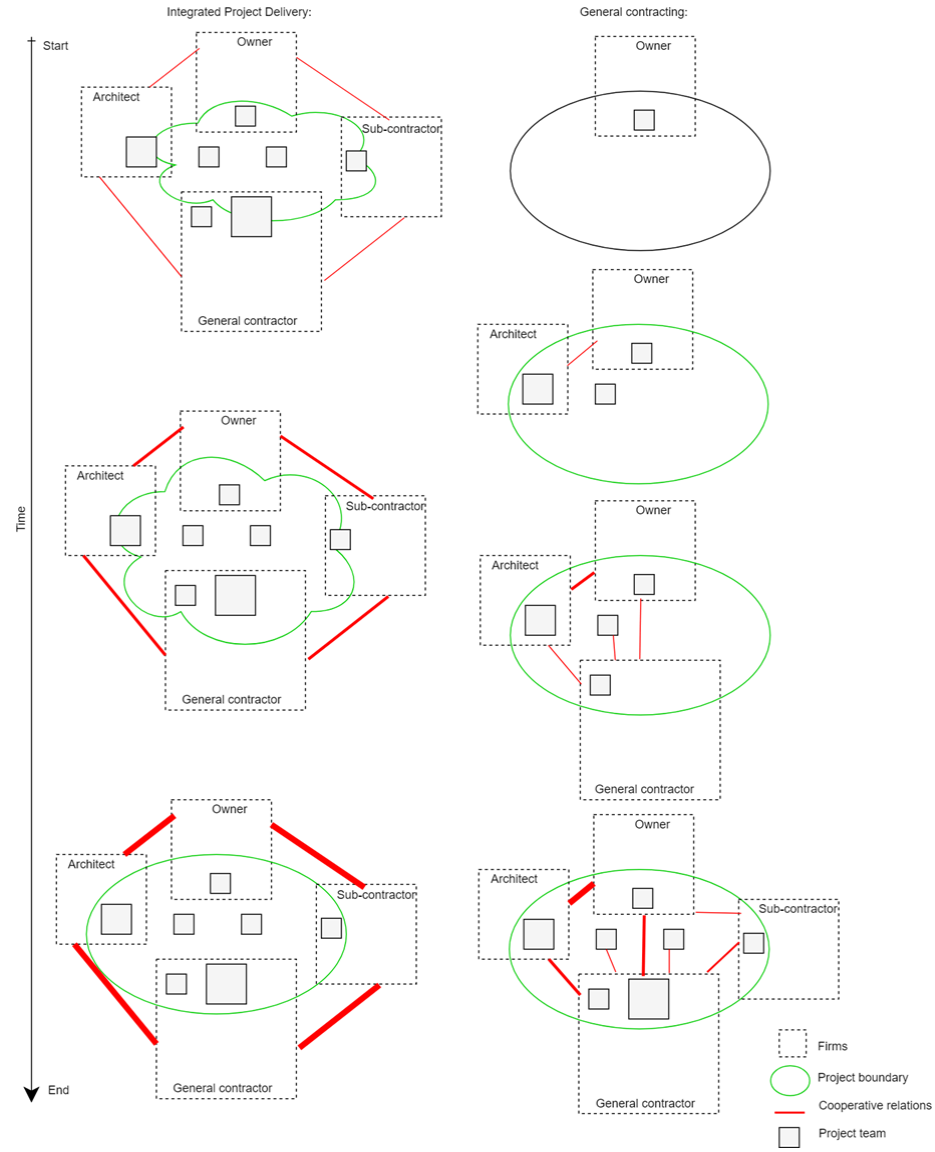 Integrated Project Delivery:
General contracting:
Start
Owner
Architect
Sub-contractor
General contractor
Owner
Owner
Architect
Owner
Architect
Sub-contractor
General contractor
Time
Owner
Architect
General contractor
Owner
Architect
Sub-contractor
General contractor
Owner
Architect
Sub-contractor
General contractor
End
Firms
Project boundary
Cooperative relations
Project team